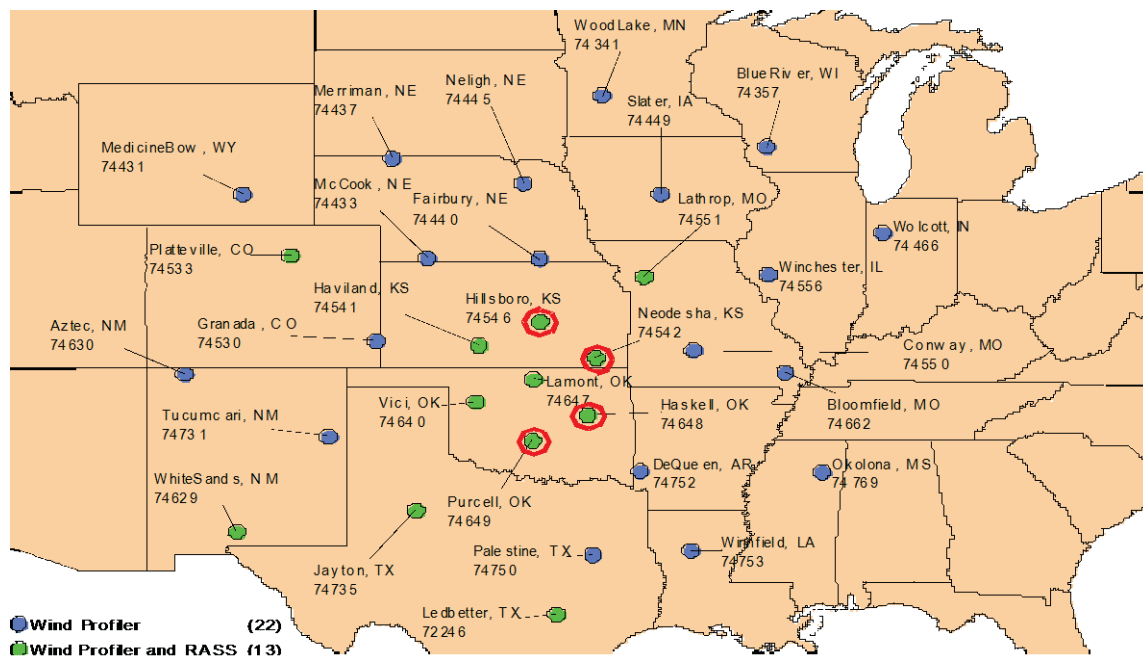 WoodLake, MN
74341
BlueRiver, WI
74357
Neligh, NE
74445
Merriman, NE
74437
Slater, IA
74449
MedicineBow , WY
74431
McCook , NE
74433
Fairbury, NE
74440
Lathrop, MO
74551
Wolcott, IN
74466
Platteville, CO
74533
Winchester, IL
74556
Haviland, KS
74541
Hillsboro, KS
74546
Neodesha, KS
74542
Aztec, NM
74630
Granada , CO
74530
Conway, MO
74550
Lamont, OK
74647
Vici, OK
74640
Haskell, OK
74648
Bloomfield, MO
74662
Tucumcari, NM
74731
DeQueen, AR
74752
Okolona, MS
74769
WhiteSands, NM
74629
Purcell, OK
74649
Palestine, TX
74750
Winnfield, LA
74753
Jayton, TX
74735
Ledbetter, TX
72246
Wind Profiler (22)
Wind Profiler and RASS (13)